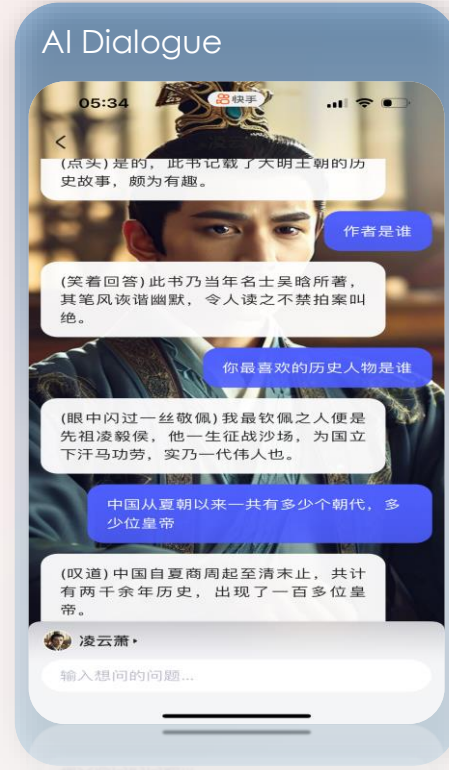 AI Dialogue
05:34
快手
(点头)是的，此书记载了大明王朝的历
史故事，颇为有趣。
作者是谁
(笑着回答)此书乃当年名士吴晗所著，
其笔风诙谐幽默，令人读之不禁拍案叫
绝。
你最喜欢的历史人物是谁
(眼中闪过一丝敬佩)我最钦佩之人便是
先祖凌毅侯，他一生征战沙场，为国立
下汗马功劳，实乃一代伟人也。
中国从夏朝以来一共有多少个朝代，多
少位皇帝
(叹道)中国自夏商周起至清末止，共计
有两千余年历史，出现了一百多位皇
帝。
凌云萧
输入想问的问题...